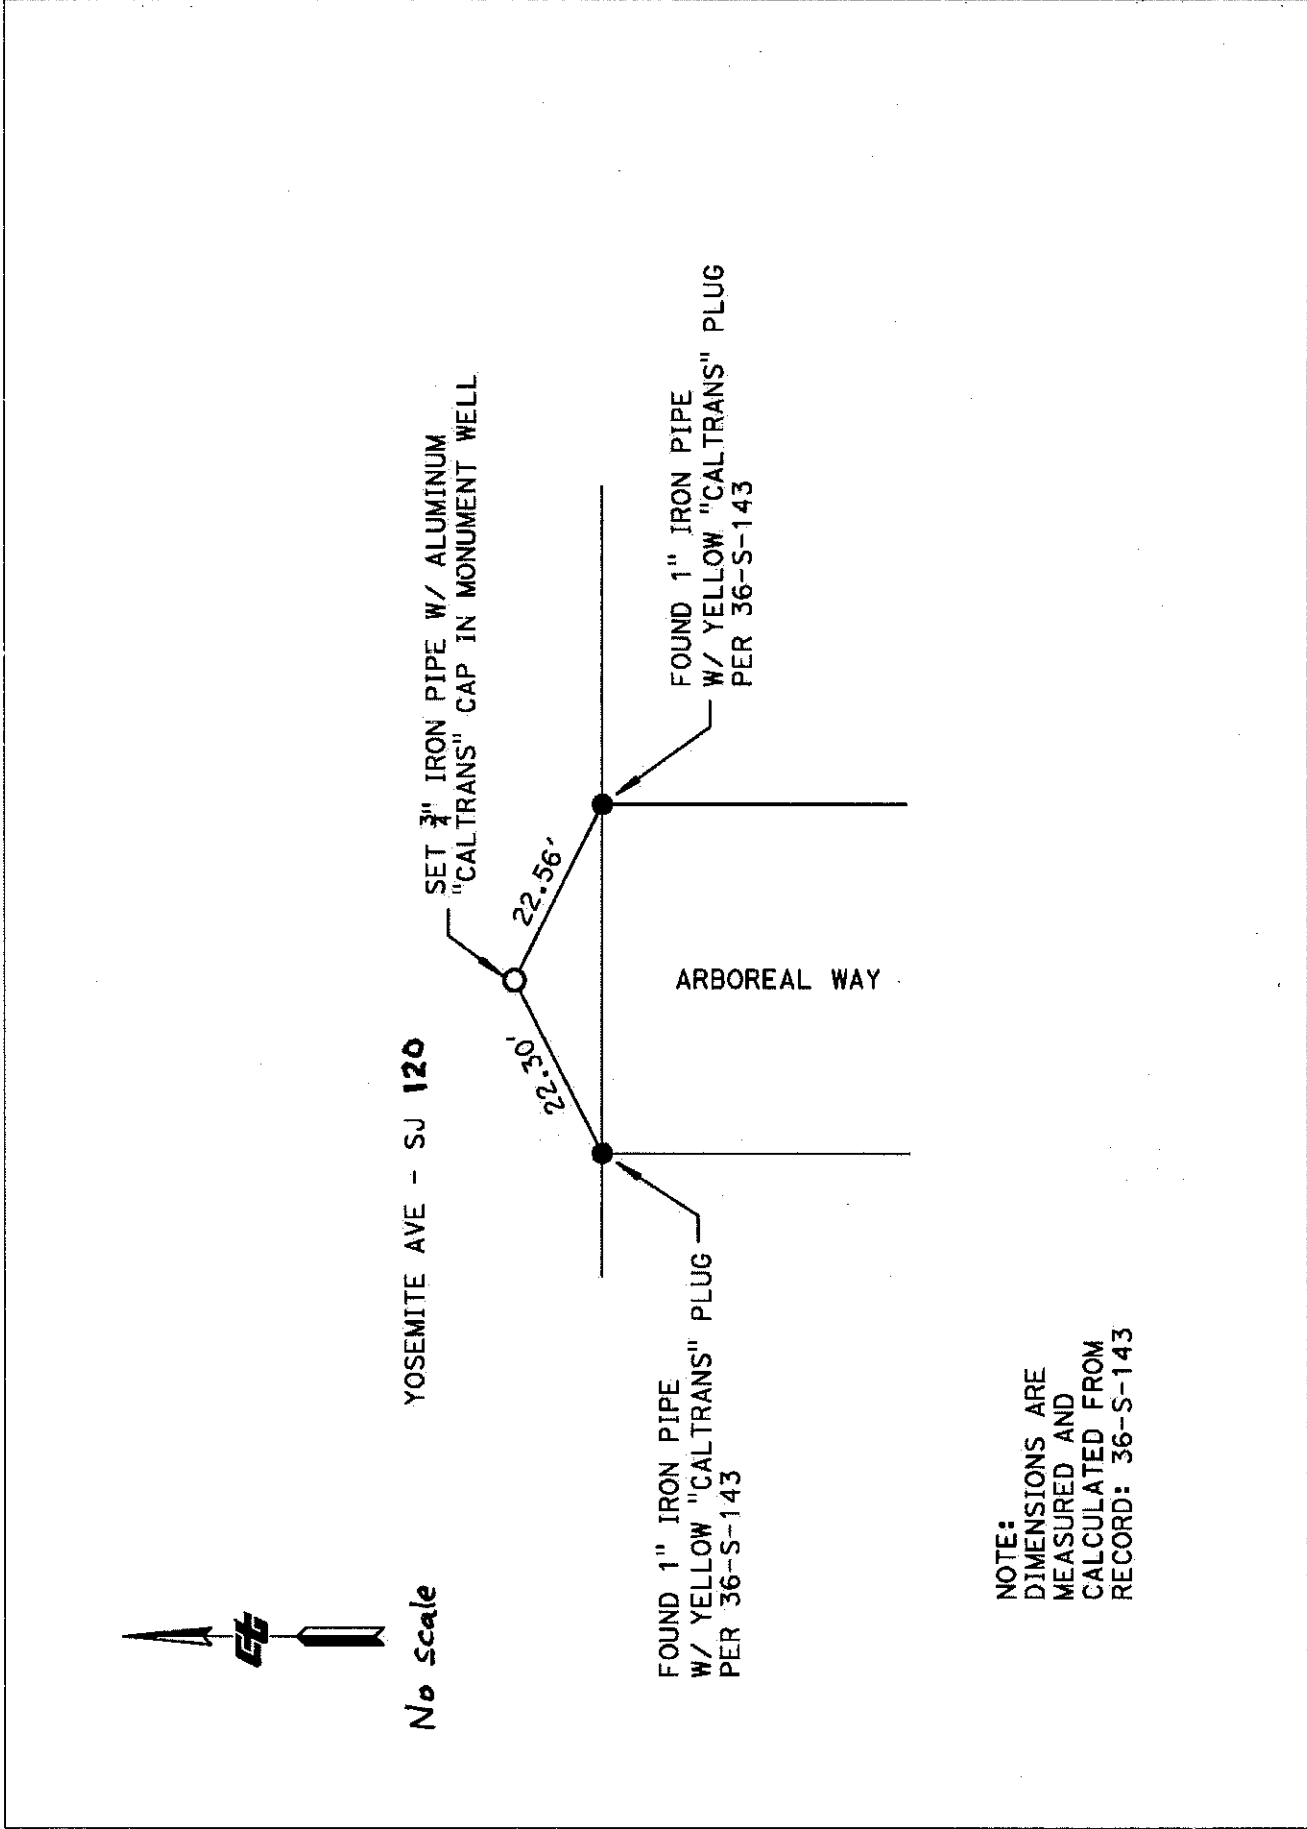 No scale
YOSEMITE AVE - SJ 120
SET 3/4" IRON PIPE W/ ALUMINUM
"CALTRANS" CAP IN MONUMENT WELL
22.30'
22.56'
ARBOREAL WAY
FOUND 1" IRON PIPE
W/ YELLOW "CALTRANS" PLUG
PER 36-S-143
FOUND 1" IRON PIPE
W/ YELLOW "CALTRANS" PLUG
PER 36-S-143
NOTE:
DIMENSIONS ARE
MEASURED AND
CALCULATED FROM
RECORD: 36-S-143